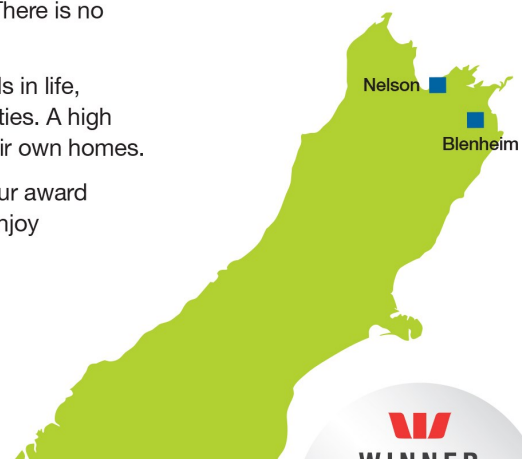 There is no
ls in life,
ties. A high
ir own homes.
ur award
njoy
Nelson
Blenheim
WINNER